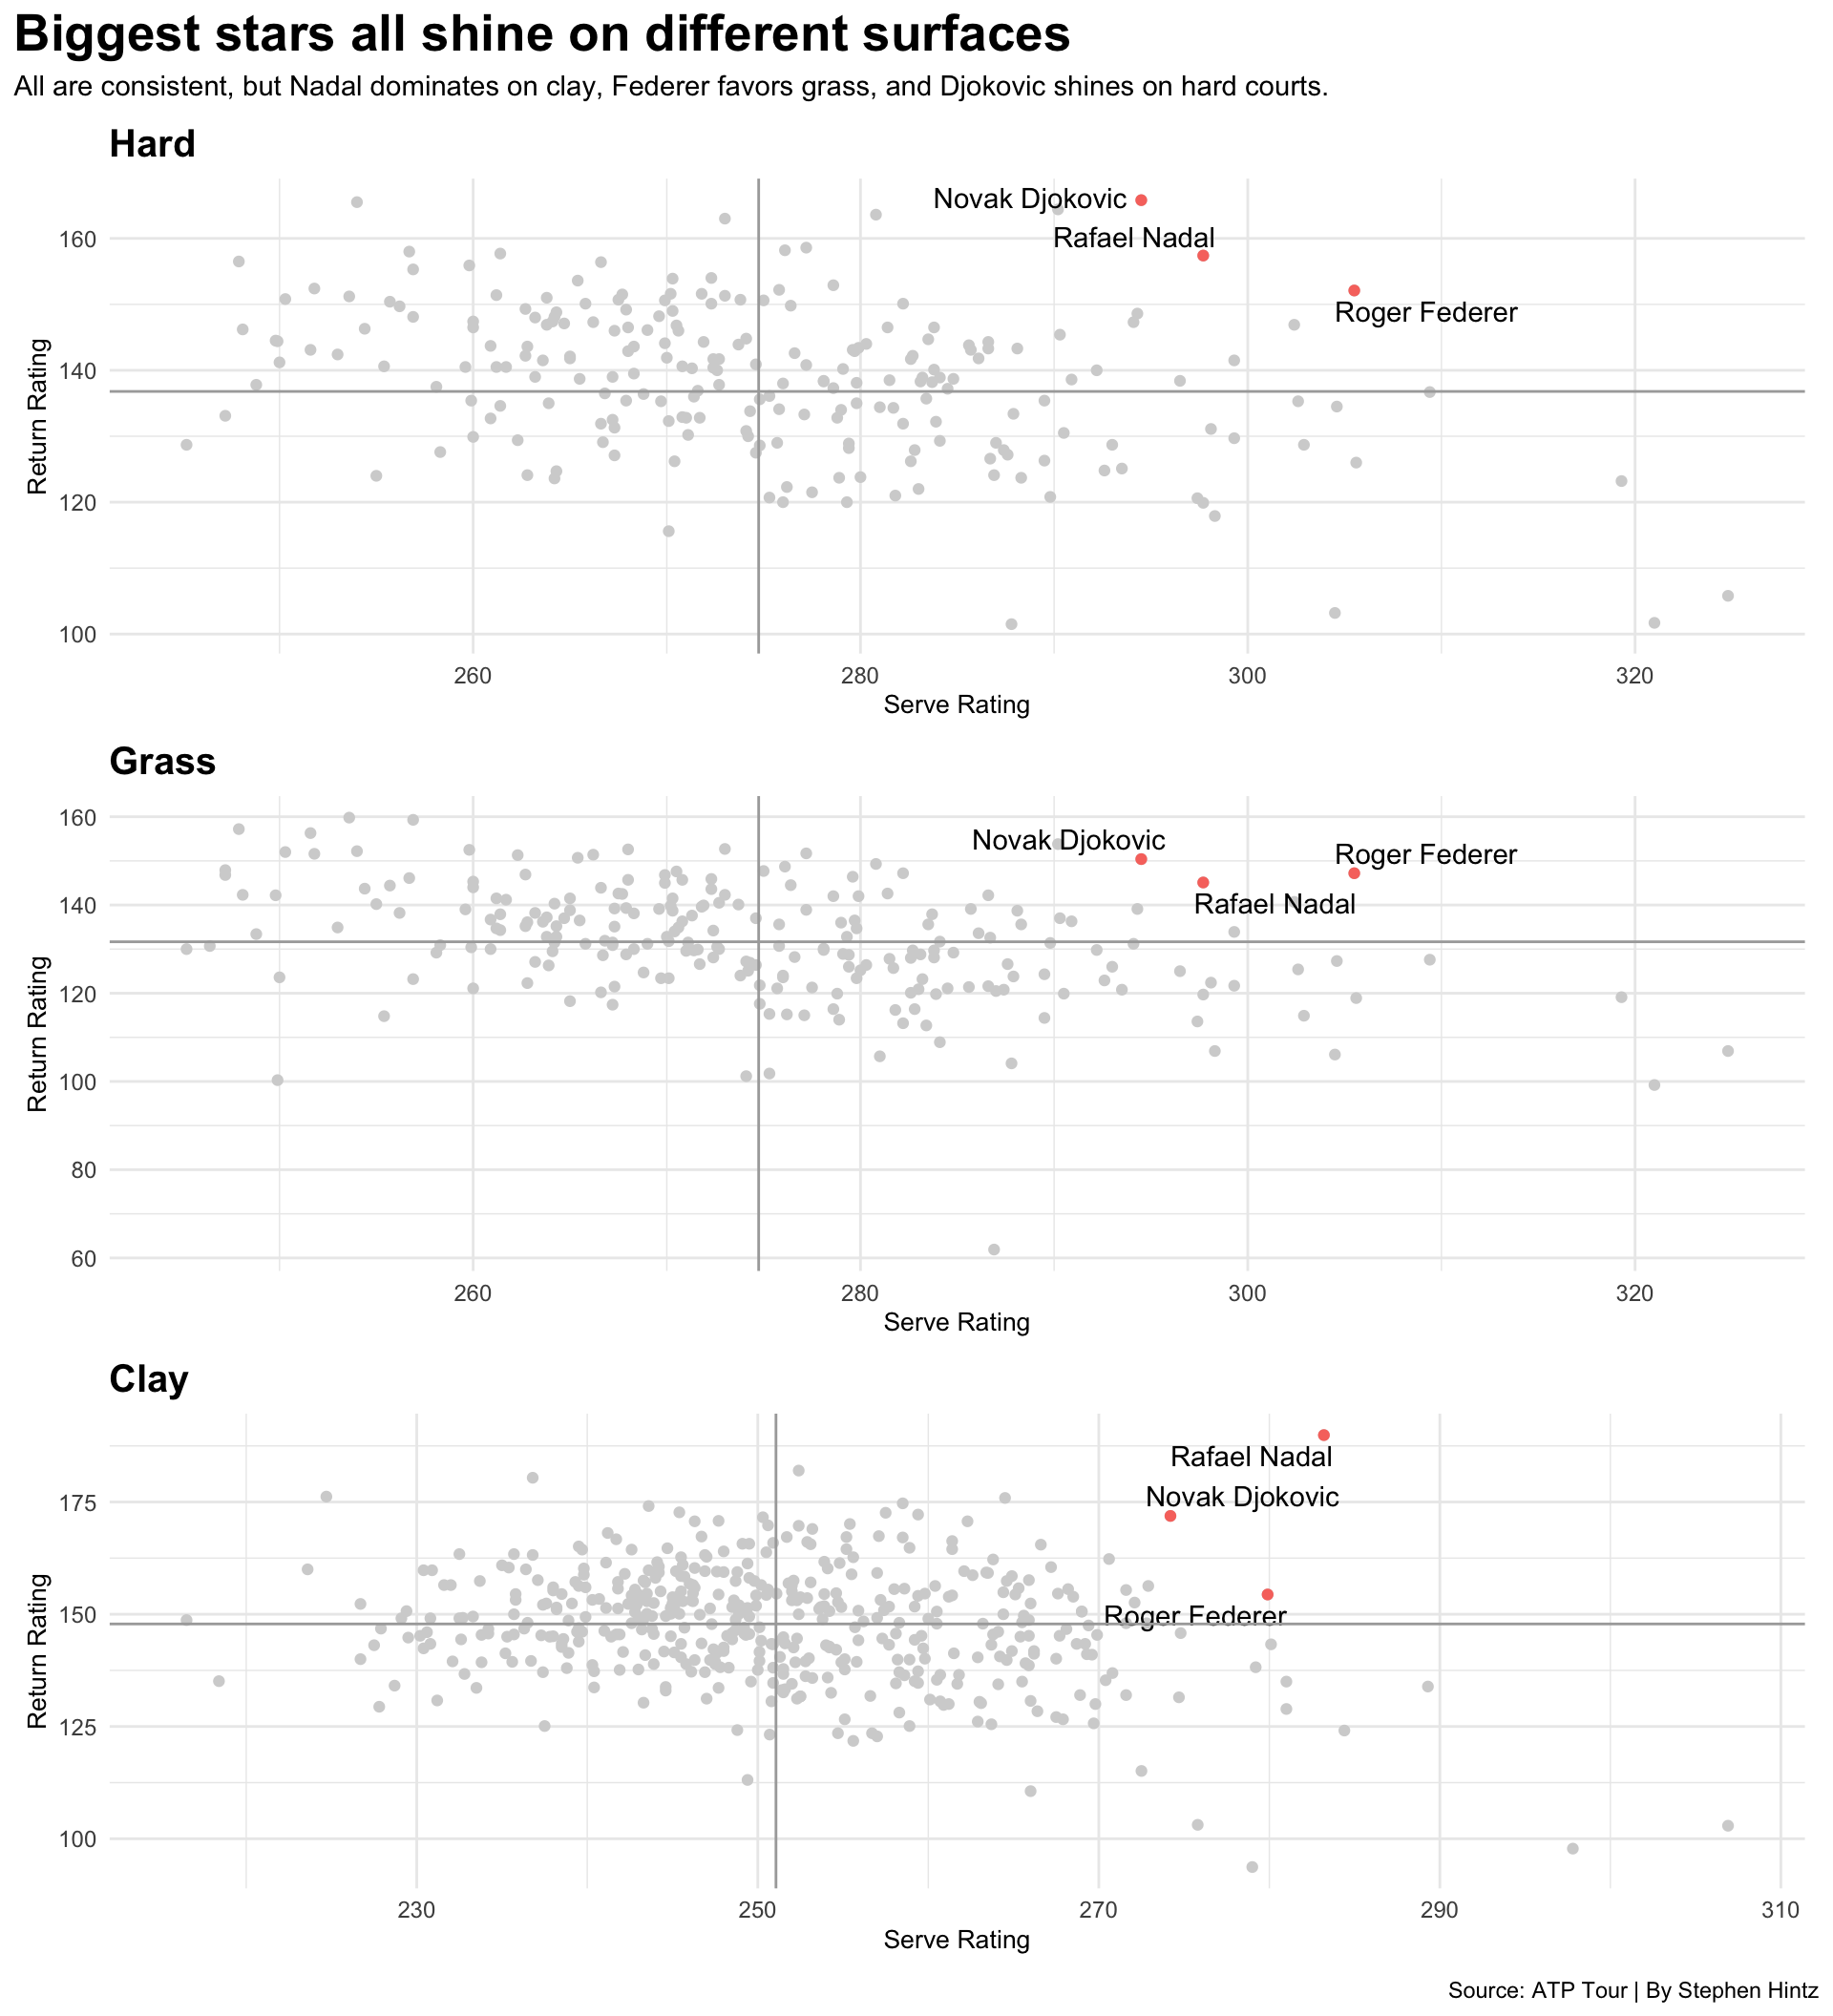 Biggest stars all shine on different surfaces
All are consistent, but Nadal dominates on clay, Federer favors grass, and Djokovic shines on hard courts.
Hard
Novak Djokovic
Rafael Nadal
Roger Federer
160
140
120
100
Return Rating
260 280 300 320
Serve Rating
Grass
Novak Djokovic
Roger Federer
Rafael Nadal
160
140
120
100
80
60
Return Rating
260 280 300 320
Serve Rating
Clay
Rafael Nadal
Novak Djokovic
Roger Federer
175
150
125
100
Return Rating
230 250 270 290 310
Serve Rating
Source: ATP Tour | By Stephen Hintz